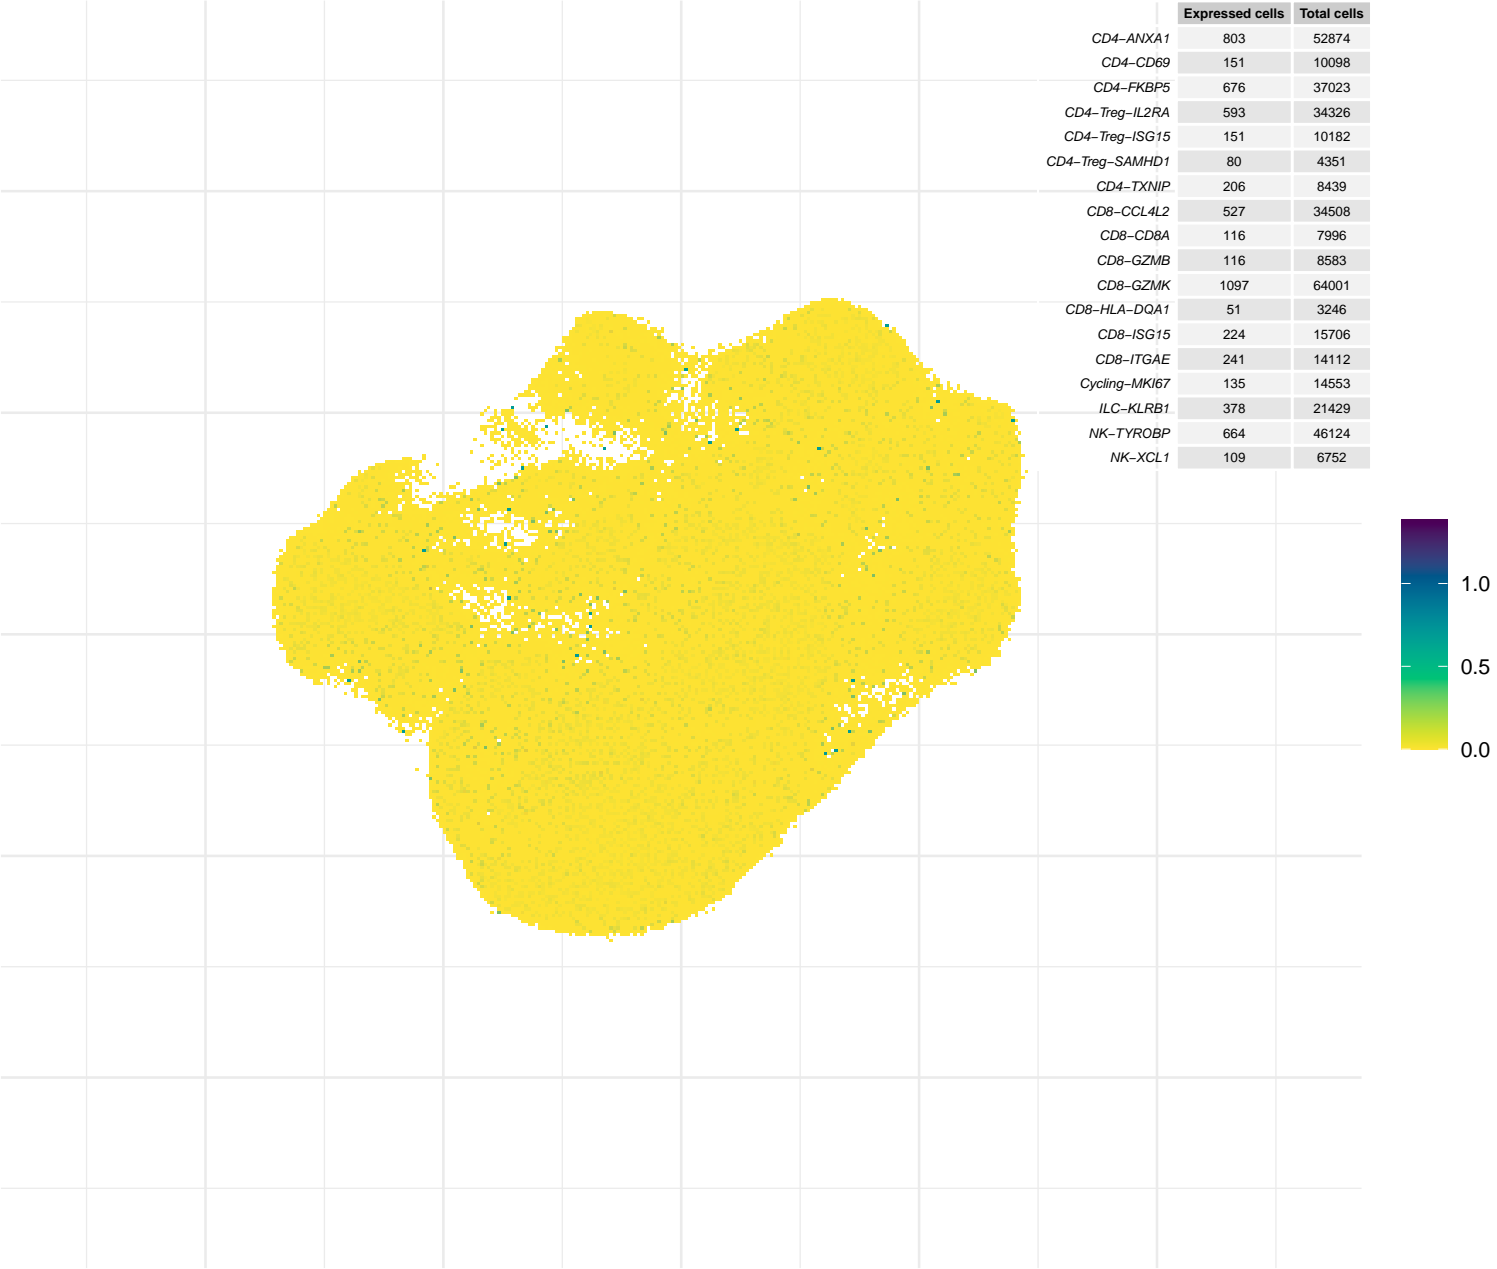 Expressed cells Total cells
CD4−ANXA1 803 52874
CD4−CD69 151 10098
CD4−FKBP5 676 37023
CD4−Treg−IL2RA 593 34326
CD4−Treg−ISG15 151 10182
CD4−Treg−SAMHD1 80 4351
CD4−TXNIP 206 8439
CD8−CCL4L2 527 34508
CD8−CD8A 116 7996
CD8−GZMB 116 8583
CD8−GZMK 1097 64001
CD8−HLA−DQA1 51 3246
CD8−ISG15 224 15706
CD8−ITGAE 241 14112
Cycling−MKI67 135 14553
ILC−KLRB1 378 21429
NK−TYROBP 664 46124
NK−XCL1 109 6752
1.0
0.5
0.0